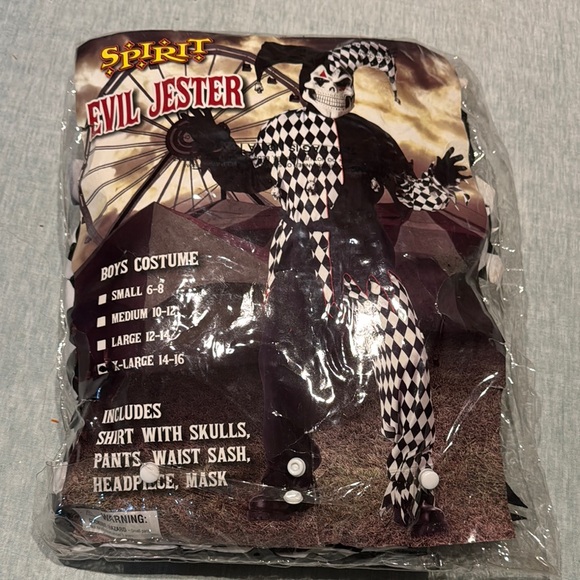 SPIRIT
EVIL JESTER
BOYS COSTUME
SMALL 6-8
MEDIUM 10-12
LARGE 12-14
X-LARGE 14-16
INCLUDES
SHIRT WITH SKULLS,
PANTS, WAIST SASH,
HEADPIECE, MASK
WARNING: